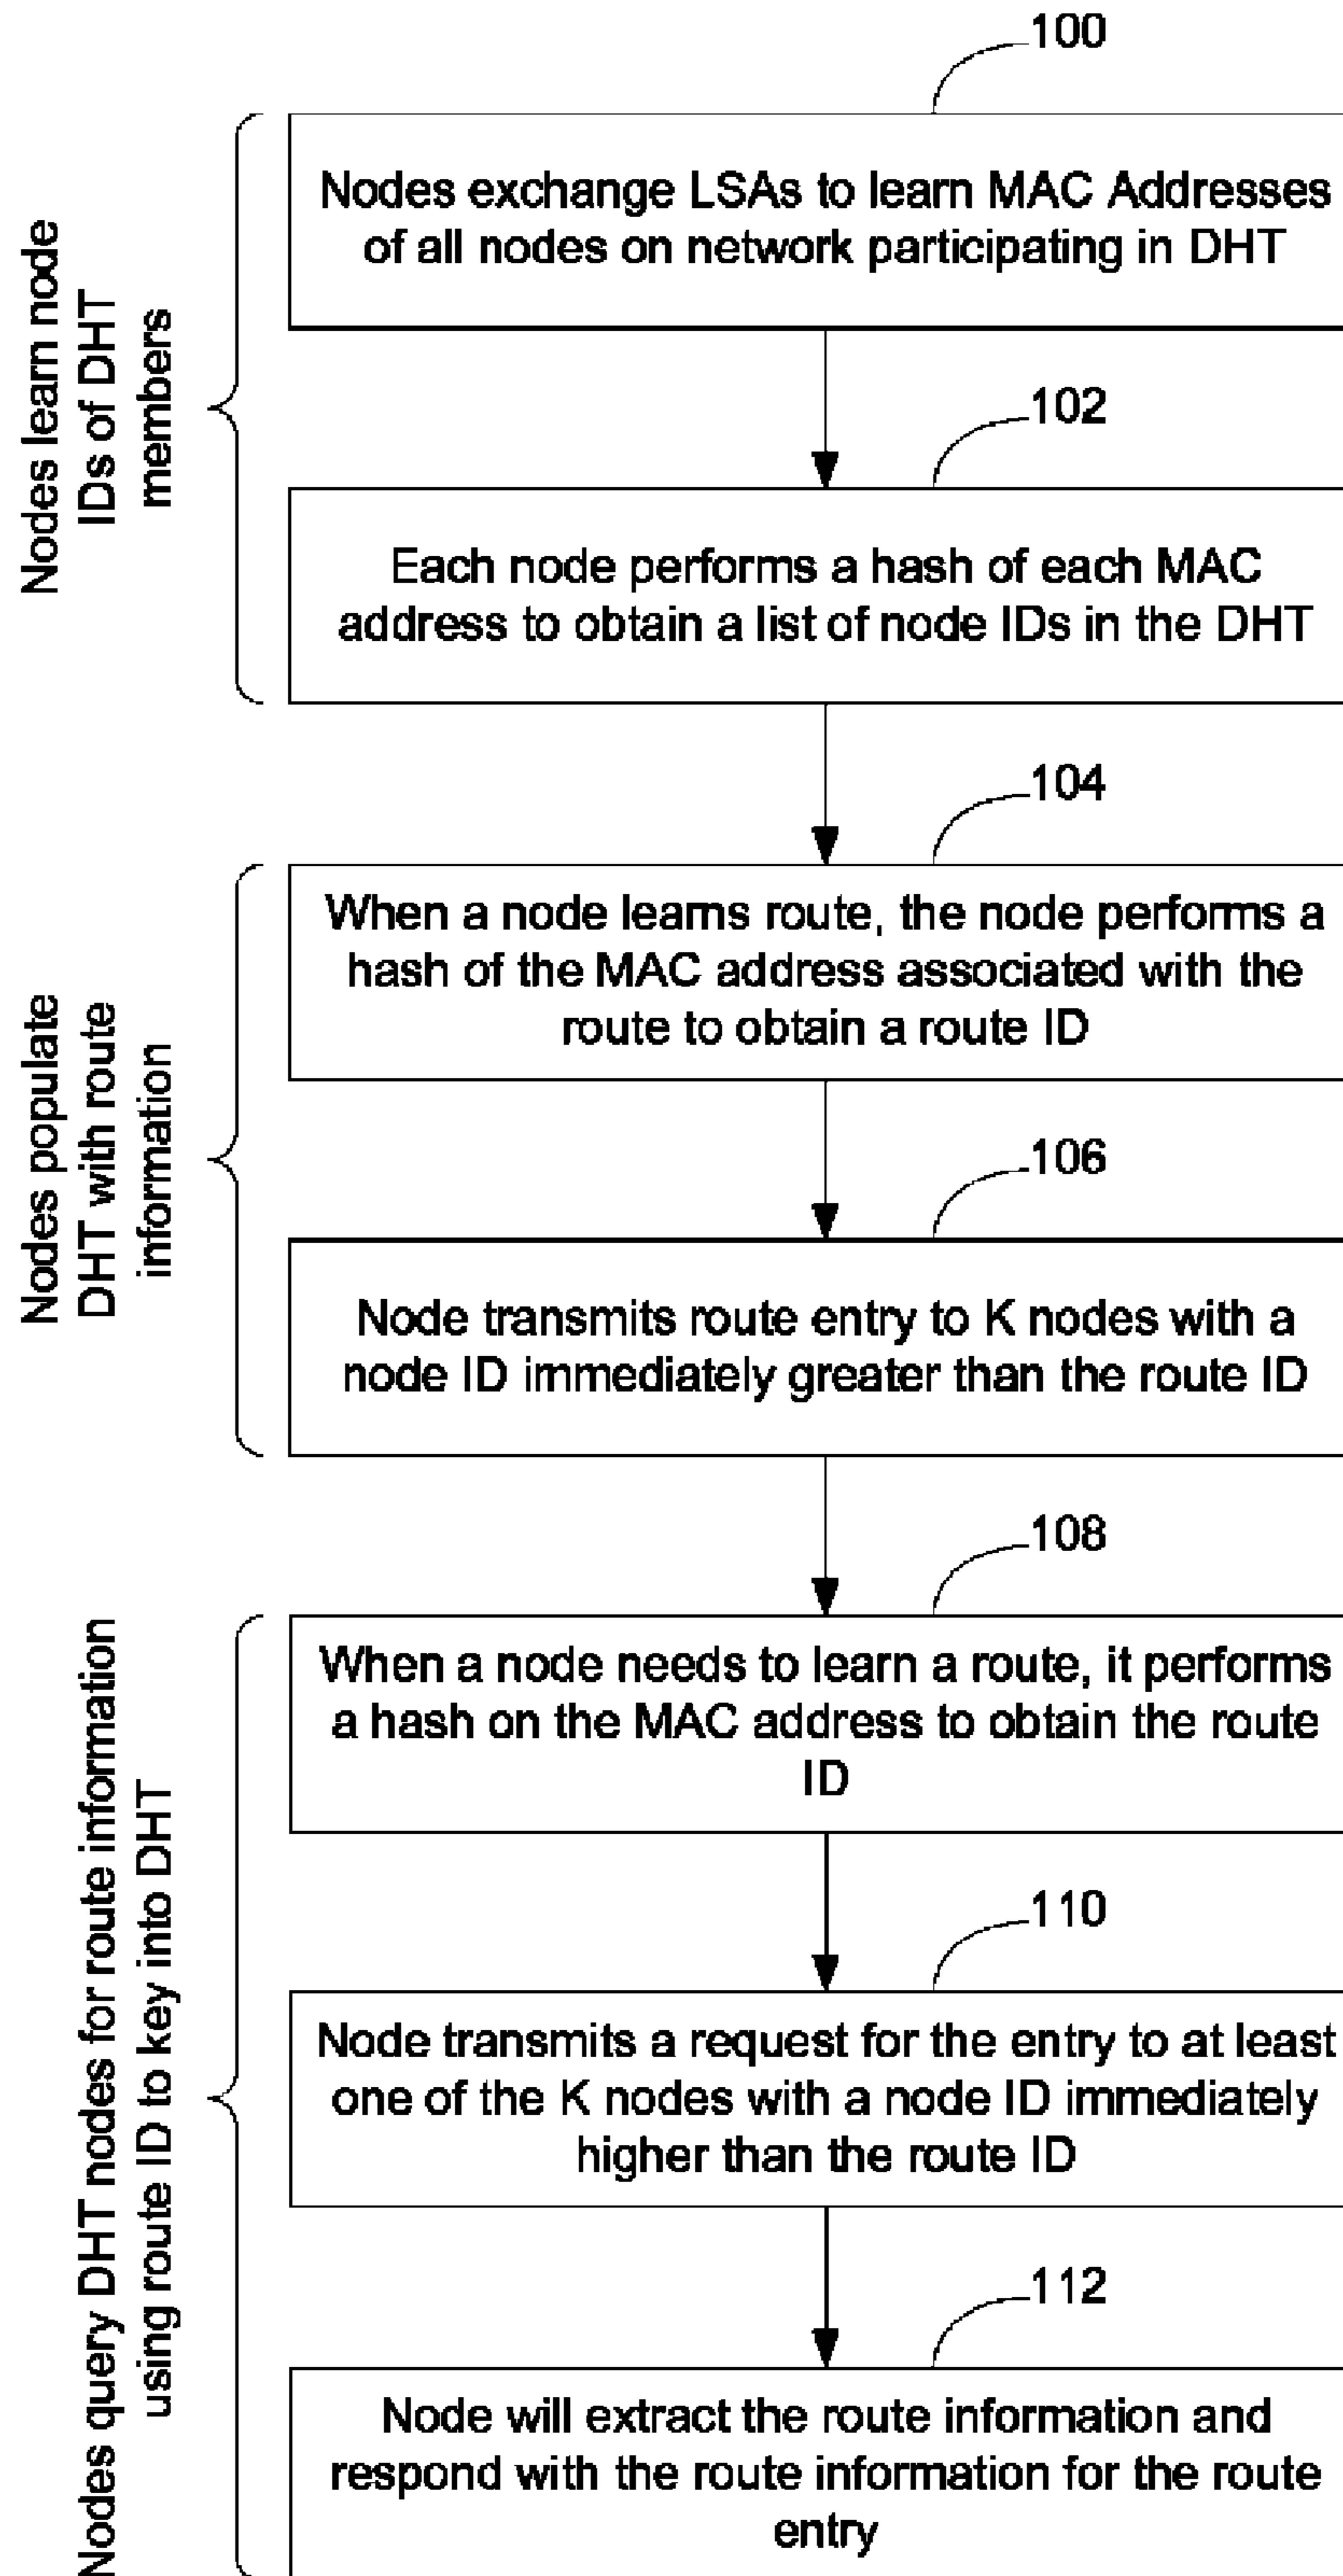 100
Nodes learn node
IDs of DHT
members
Nodes exchange LSAs to learn MAC Addresses
of all nodes on network participating in DHT
102
Each node performs a hash of each MAC
address to obtain a list of node IDs in the DHT
104
Nodes populate
DHT with route
information
When a node learns route, the node performs a
hash of the MAC address associated with the
route to obtain a route ID
106
Node transmits route entry to K nodes with a
node ID immediately greater than the route ID
108
Nodes query DHT nodes for route information
using route ID to key into DHT
When a node needs to learn a route, it performs
a hash on the MAC address to obtain the route
ID
110
Node transmits a request for the entry to at least
one of the K nodes with a node ID immediately
higher than the route ID
112
Node will extract the route information and
respond with the route information for the route
entry